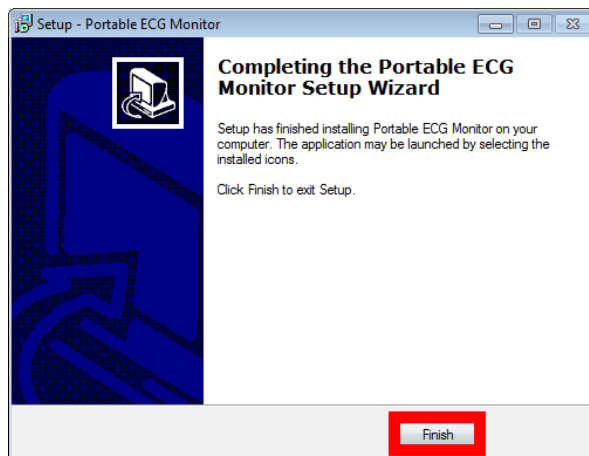 Setup - Portable ECG Monitor
Completing the Portable ECG
Monitor Setup Wizard
Setup has finished installing Portable ECG Monitor on your
computer. The application may be launched by selecting the
installed icons.
Click Finish to exit Setup.
Finish